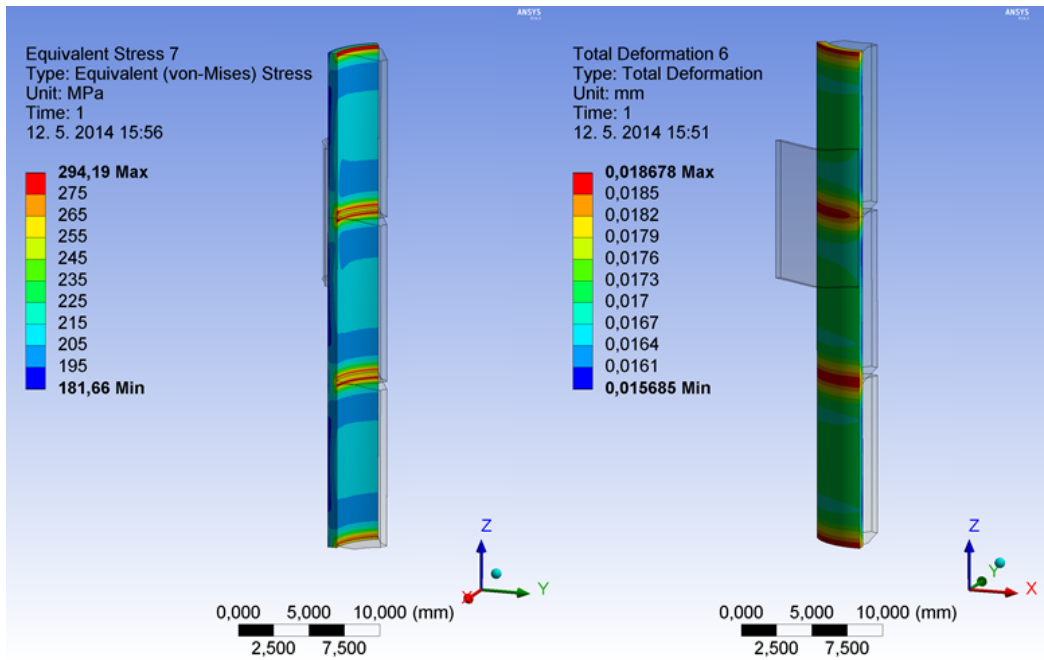 ANSYS
Equivalent Stress 7
Type: Equivalent (von-Mises) Stress
Unit: MPa
Time: 1
12. 5. 2014 15:56
294,19 Max
275
265
255
245
235
225
215
205
195
181,66 Min
Z
Y
X
0,000 5,000 10,000 (mm)
2,500 7,500
ANSYS
Total Deformation 6
Type: Total Deformation
Unit: mm
Time: 1
12. 5. 2014 15:51
0,018678 Max
0,0185
0,0182
0,0179
0,0176
0,0173
0,017
0,0167
0,0164
0,0161
0,015685 Min
Z
Y
X
0,000 5,000 10,000 (mm)
2,500 7,500